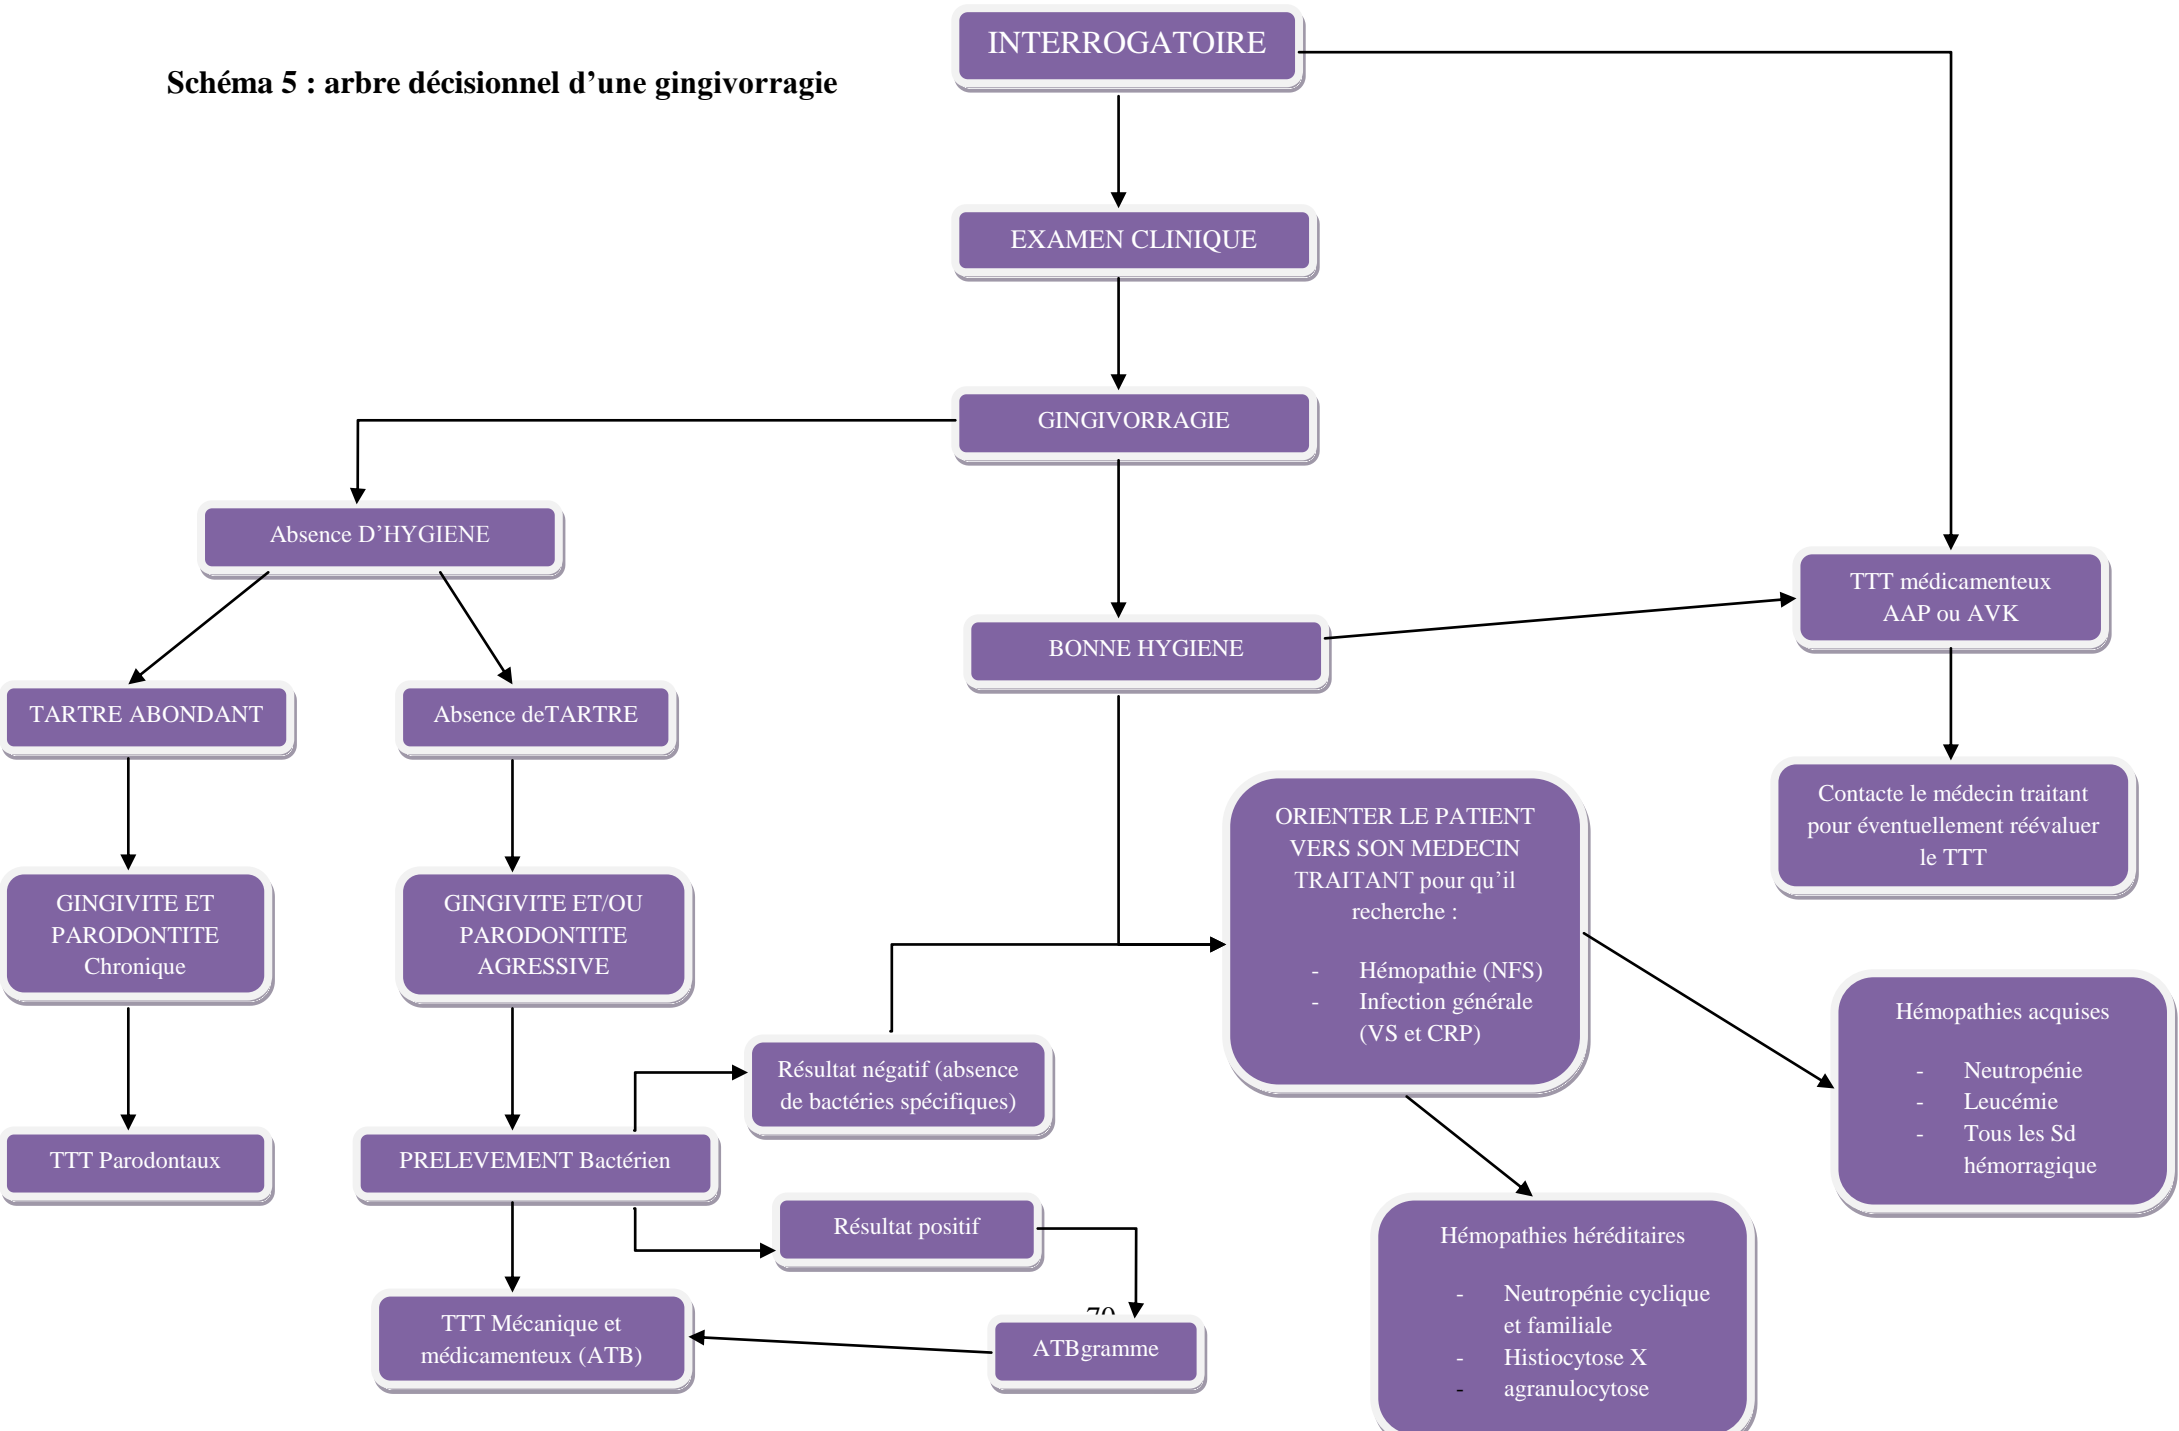 INTERROGATOIRE
Schéma 5 : arbre décisionnel d’une gingivorragie
EXAMEN CLINIQUE
GINGIVORRAGIE
Absence D’HYGIENE
BONNE HYGIENE
TTT médicamenteux
AAP ou AVK
TARTRE ABONDANT
Absence deTARTRE
Contacte le médecin traitant
pour éventuellement réévaluer
le TTT
ORIENTER LE PATIENT
VERS SON MEDECIN
TRAITANT pour qu’il
recherche :
- Hémopathie (NFS)
- Infection générale
(VS et CRP)
GINGIVITE ET
PARODONTITE
Chronique
GINGIVITE ET/OU
PARODONTITE
AGRESSIVE
Hémopathies acquises
- Neutropénie
- Leucémie
- Tous les Sd
hémorragique
Résultat négatif (absence
de bactéries spécifiques)
TTT Parodontaux
PRELEVEMENT Bactérien
Résultat positif
Hémopathies héréditaires
- Neutropénie cyclique
et familiale
- Histiocytose X
- agranulocytose
TTT Mécanique et
médicamenteux (ATB)
ATBgramme